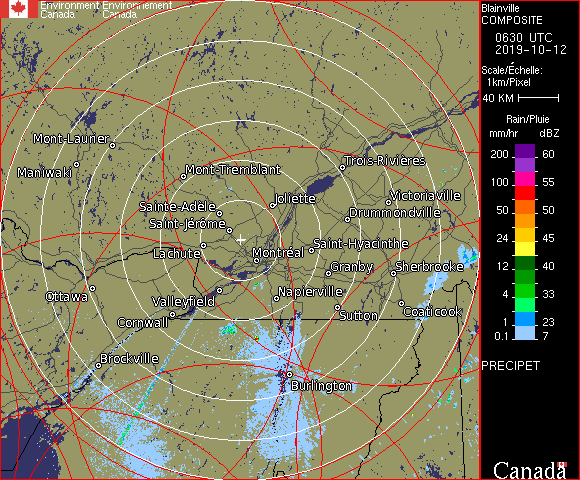 Environment Environnement
Canada Canada
Blainville
COMPOSITE
0630 UTC
2019-10-12
Scale/Échelle:
1km/Pixel
40 KM
Rain/Pluie
mm/hr dBZ
200 60
100 55
50 50
24 45
12 40
4 33
1 23
0.1 7
PRECIPET
Canada
Mont-Laurier
Maniwaki
Mont-Tremblant
Trois-Rivières
Sainte-Adèle
Joliette
Victoriaville
Drummondville
Saint-Jérôme
Lachute
Montréal
Saint-Hyacinthe
Granby
Sherbrooke
Ottawa
Valleyfield
Napierville
Cornwall
Sutton
Coaticook
Brockville
Burlington